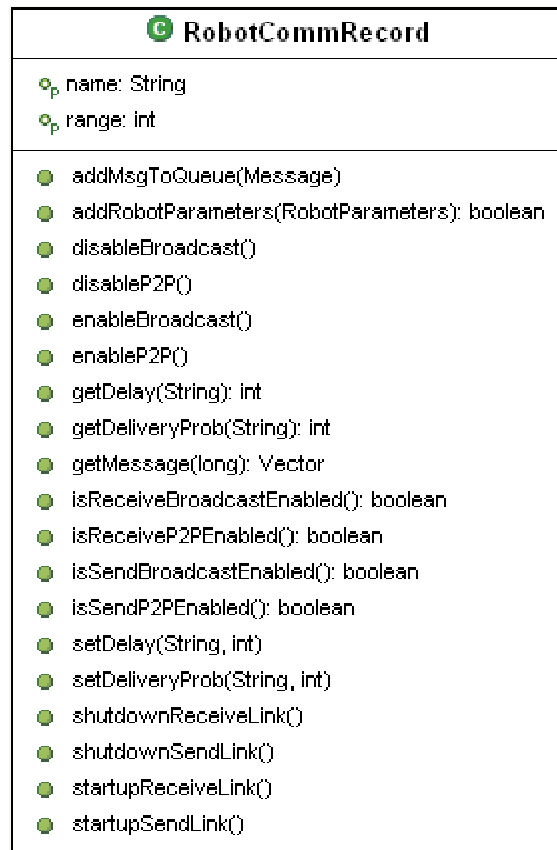 C RobotCommRecord
P name: String
P range: int
addMsgToQueue(Message)
addRobotParameters(RobotParameters): boolean
disableBroadcast()
disableP2P()
enableBroadcast()
enableP2P()
getDelay(String): int
getDeliveryProb(String): int
getMessage(long): Vector
isReceiveBroadcastEnabled(): boolean
isReceiveP2PEnabled(): boolean
isSendBroadcastEnabled(): boolean
isSendP2PEnabled(): boolean
setDelay(String, int)
setDeliveryProb(String, int)
shutdownReceiveLink()
shutdownSendLink()
startupReceiveLink()
startupSendLink()